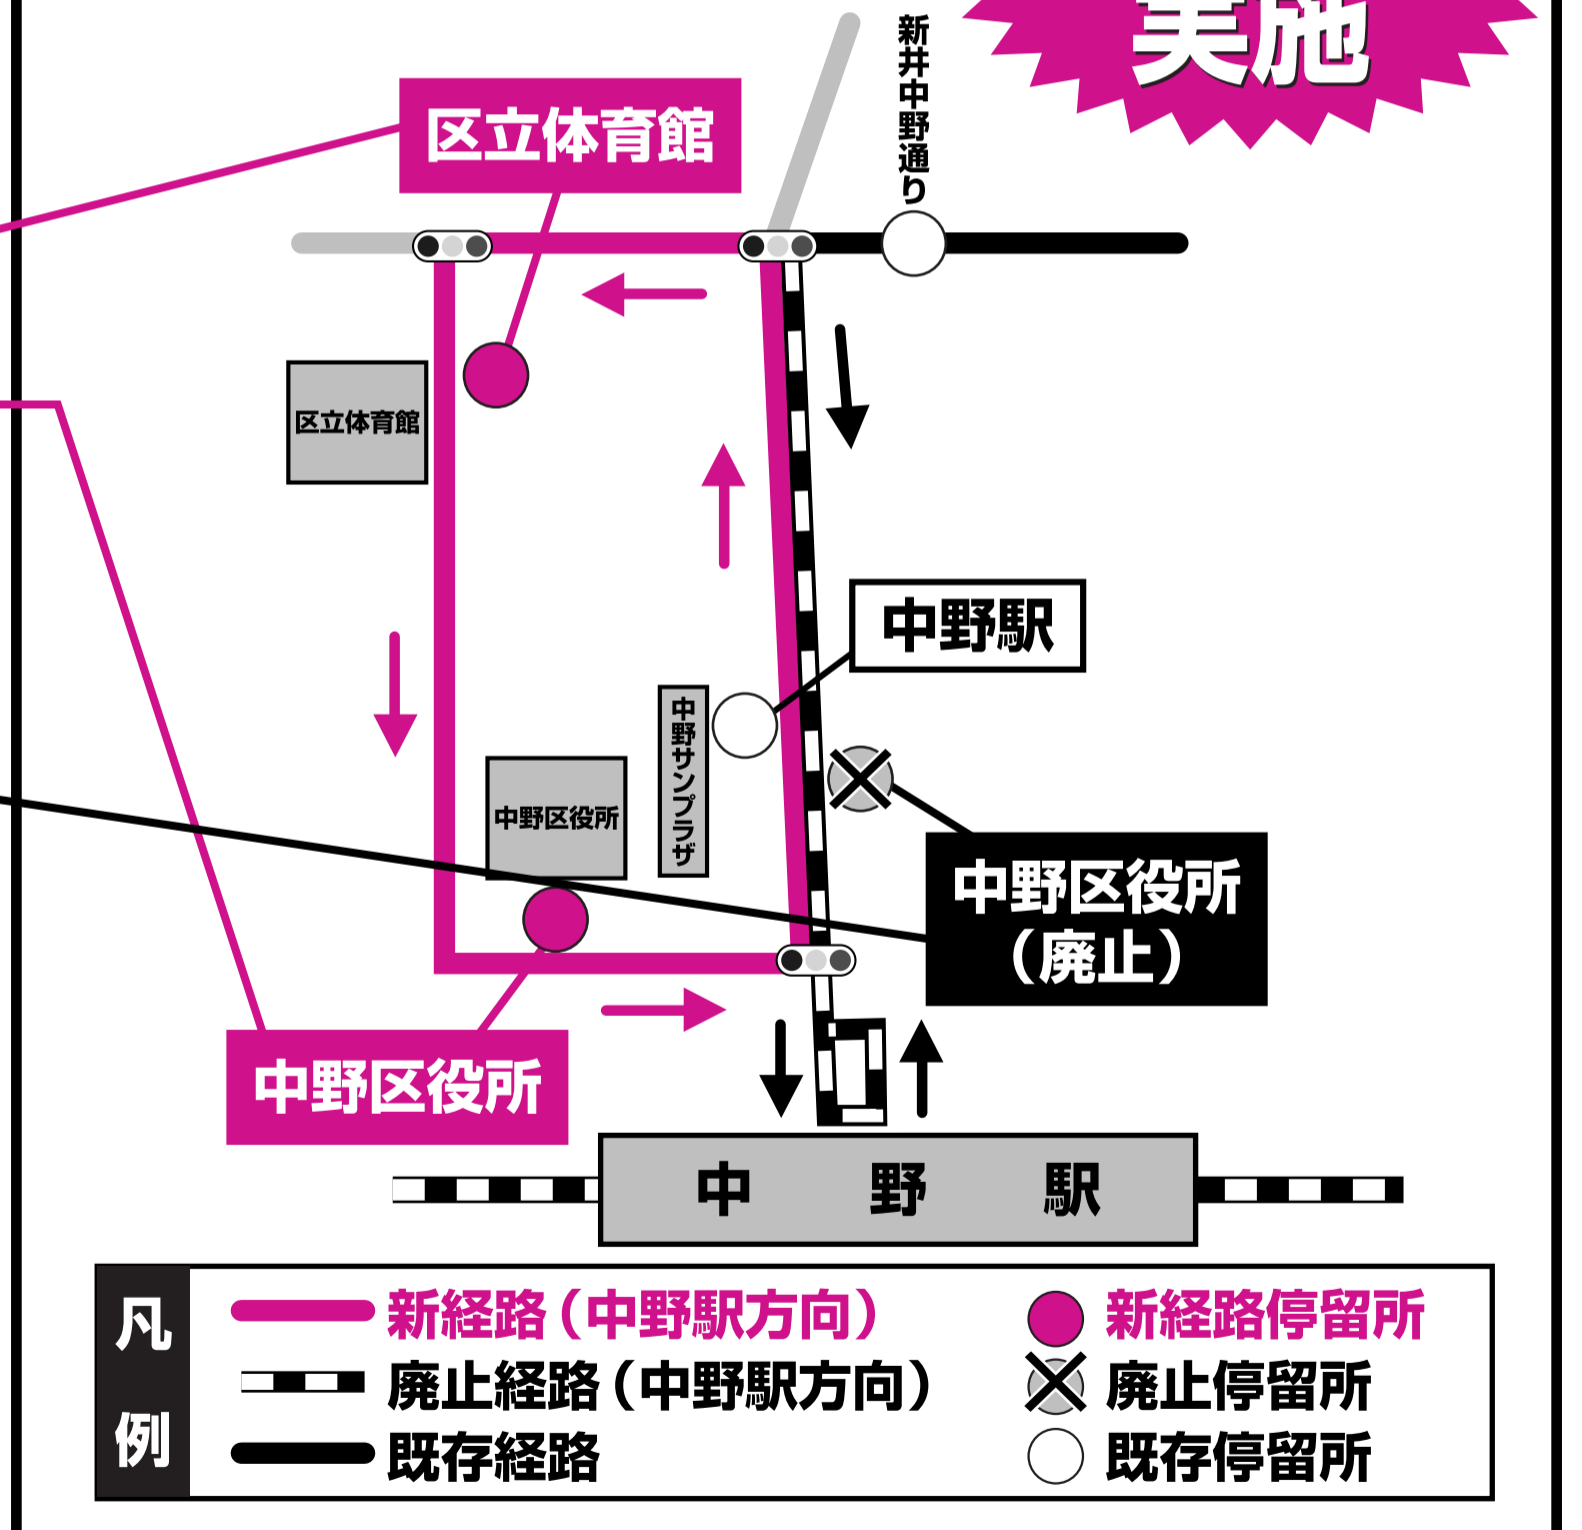 実施
新井中野通り
区立体育館
区立体育館
中野駅
中野サンプラザ
中野区役所
中野区役所
（廃止）
中野区役所
中野駅
凡例
新経路（中野駅方向）
新経路停留所
廃止経路（中野駅方向）
廃止停留所
既存経路
既存停留所